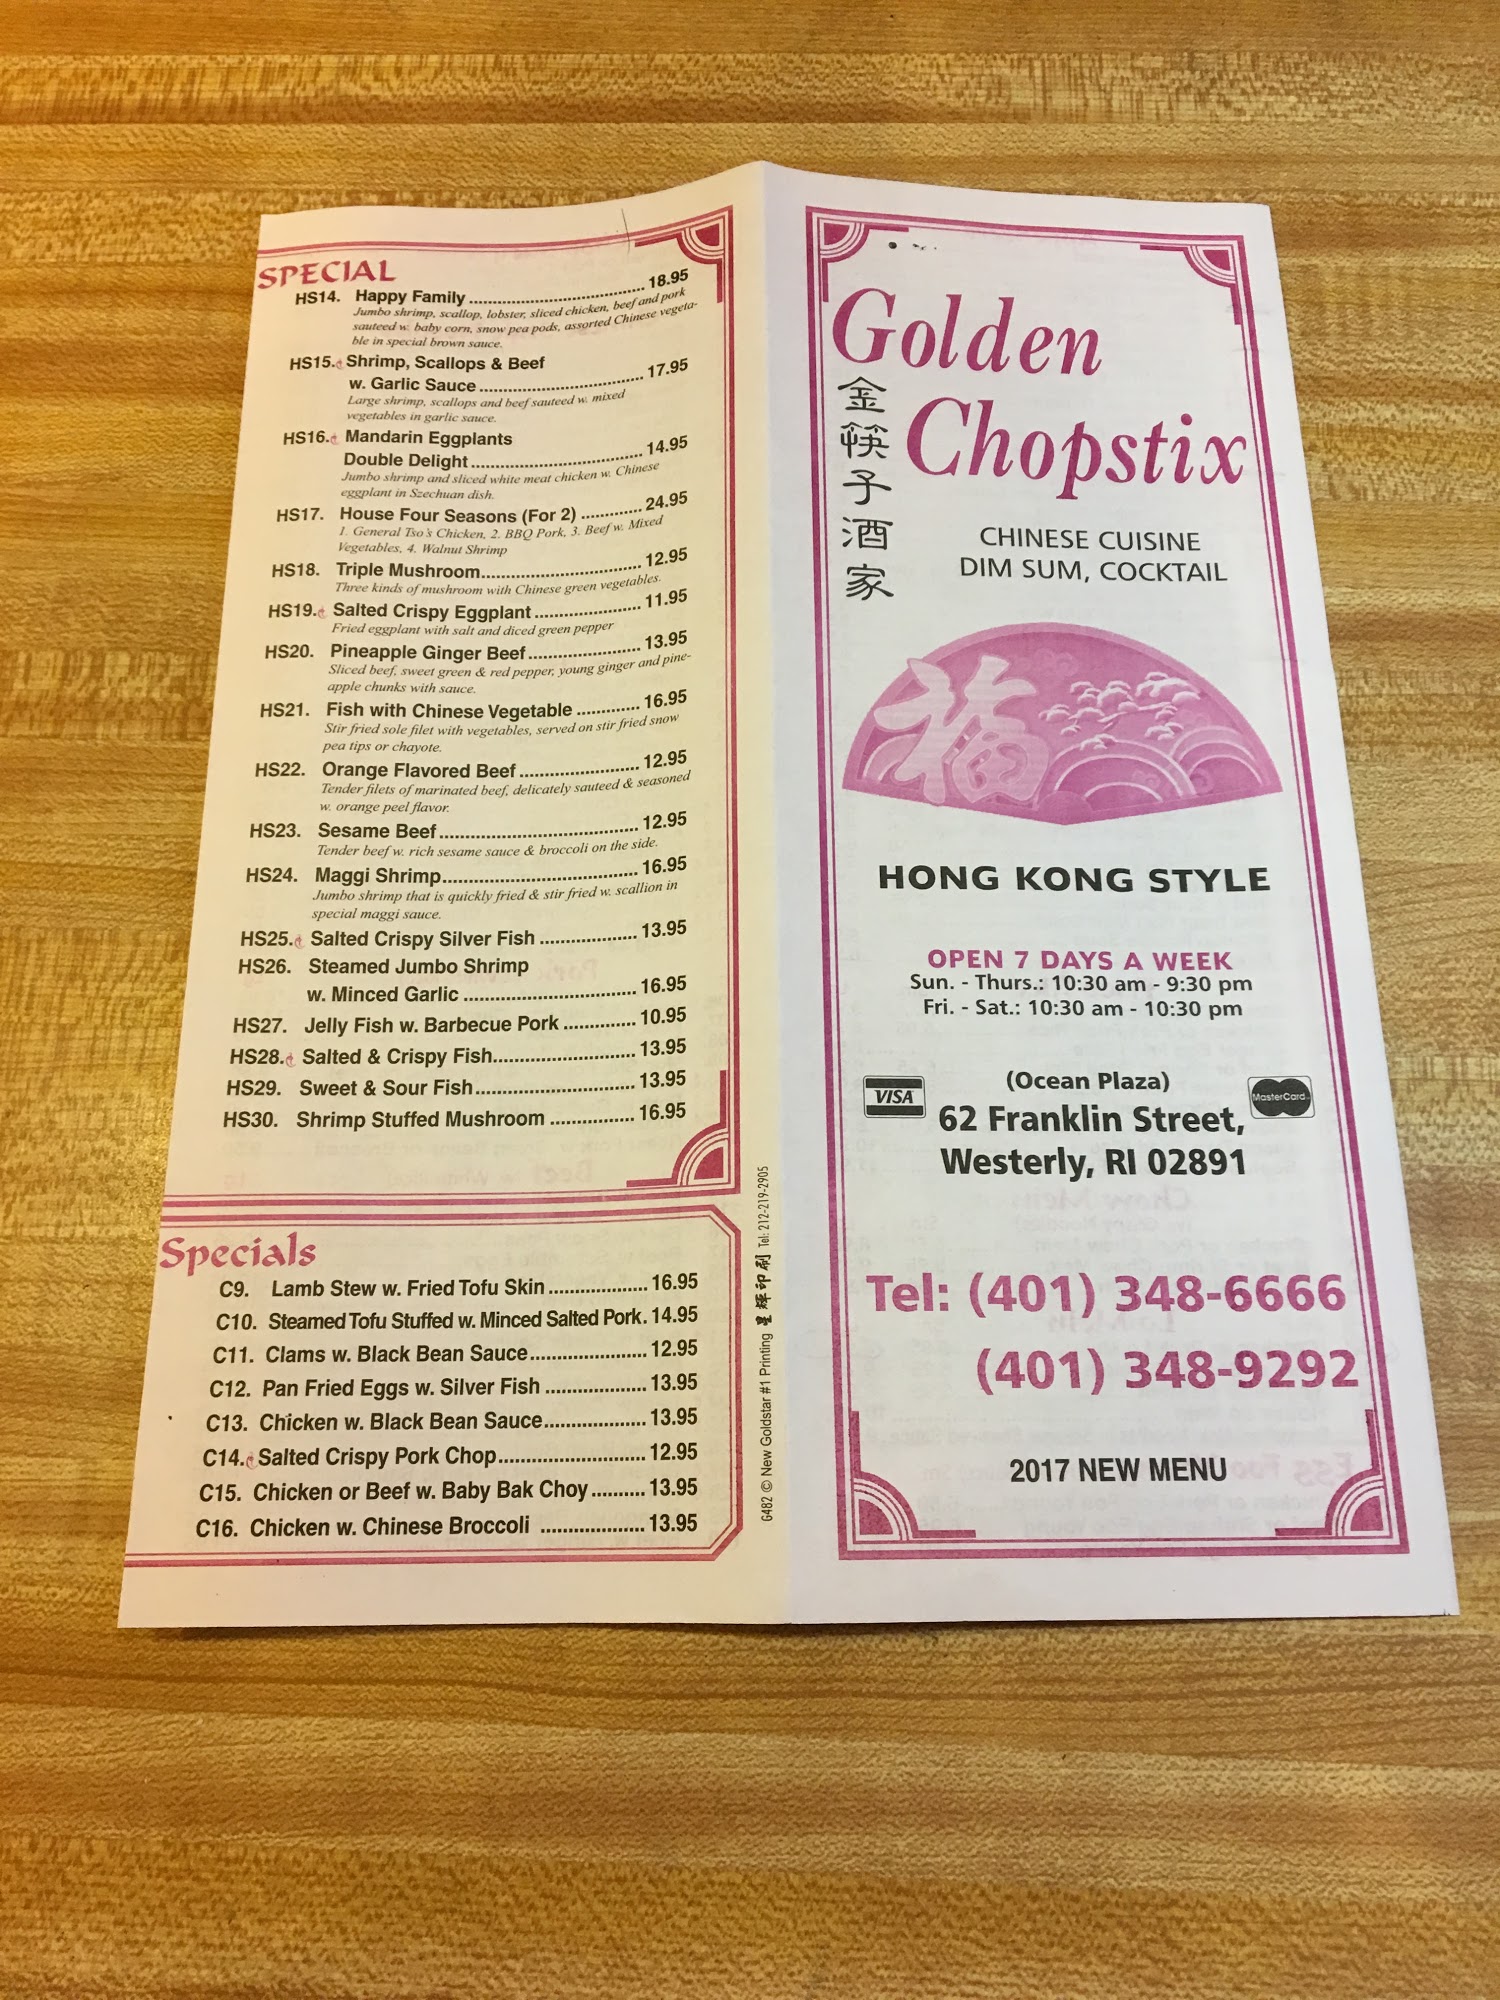 SPECIAL
HS14. Happy Family ........ 18.95
Jumbo shrimp, scallop, lobster, sliced chicken, beef and pork
sauteed w. baby corn, snow pea pods, assorted Chinese vegeta-
ble in special brown sauce.
HS15. Shrimp, Scallops & Beef
w. Garlic Sauce ........ 17.95
Large shrimp, scallops and beef sauteed w. mixed
vegetables in garlic sauce.
HS16. Mandarin Eggplants
Double Delight ........ 14.95
Jumbo shrimp and sliced white meat chicken w. Chinese
eggplant in Szechuan dish.
HS17. House Four Seasons (For 2) ........ 24.95
1. General Tso's Chicken, 2. BBQ Pork, 3. Beef w. Mixed
Vegetables, 4. Walnut Shrimp
HS18. Triple Mushroom ........ 12.95
Three kinds of mushroom with Chinese green vegetables.
HS19. Salted Crispy Eggplant ........ 11.95
Fried eggplant with salt and diced green pepper
HS20. Pineapple Ginger Beef ........ 13.95
Sliced beef, sweet green & red pepper, young ginger and pine-
apple chunks with sauce.
HS21. Fish with Chinese Vegetable ........ 16.95
Stir fried sole filet with vegetables, served on stir fried snow
pea tips or chayote.
HS22. Orange Flavored Beef ........ 12.95
Tender filets of marinated beef, delicately sauteed & seasoned
w. orange peel flavor.
HS23. Sesame Beef ........ 12.95
Tender beef w. rich sesame sauce & broccoli on the side.
HS24. Maggi Shrimp ........ 16.95
Jumbo shrimp that is quickly fried & stir fried w. scallion in
special maggi sauce.
HS25. Salted Crispy Silver Fish ........ 13.95
HS26. Steamed Jumbo Shrimp
w. Minced Garlic ........ 16.95
HS27. Jelly Fish w. Barbecue Pork ........ 10.95
HS28. Salted & Crispy Fish ........ 13.95
HS29. Sweet & Sour Fish ........ 13.95
HS30. Shrimp Stuffed Mushroom ........ 16.95
Specials
C9. Lamb Stew w. Fried Tofu Skin ........ 16.95
C10. Steamed Tofu Stuffed w. Minced Salted Pork. 14.95
C11. Clams w. Black Bean Sauce ........ 12.95
C12. Pan Fried Eggs w. Silver Fish ........ 13.95
C13. Chicken w. Black Bean Sauce ........ 13.95
C14. Salted Crispy Pork Chop ........ 12.95
C15. Chicken or Beef w. Baby Bak Choy ........ 13.95
C16. Chicken w. Chinese Broccoli ........ 13.95
G482 © New Goldstar #1 Printing 星輝印刷 Tel: 212-219-2905
Golden
Chopstix
金筷子酒家
CHINESE CUISINE
DIM SUM, COCKTAIL
福
HONG KONG STYLE
OPEN 7 DAYS A WEEK
Sun. - Thurs.: 10:30 am - 9:30 pm
Fri. - Sat.: 10:30 am - 10:30 pm
VISA
(Ocean Plaza)
MasterCard
62 Franklin Street,
Westerly, RI 02891
Tel: (401) 348-6666
(401) 348-9292
2017 NEW MENU